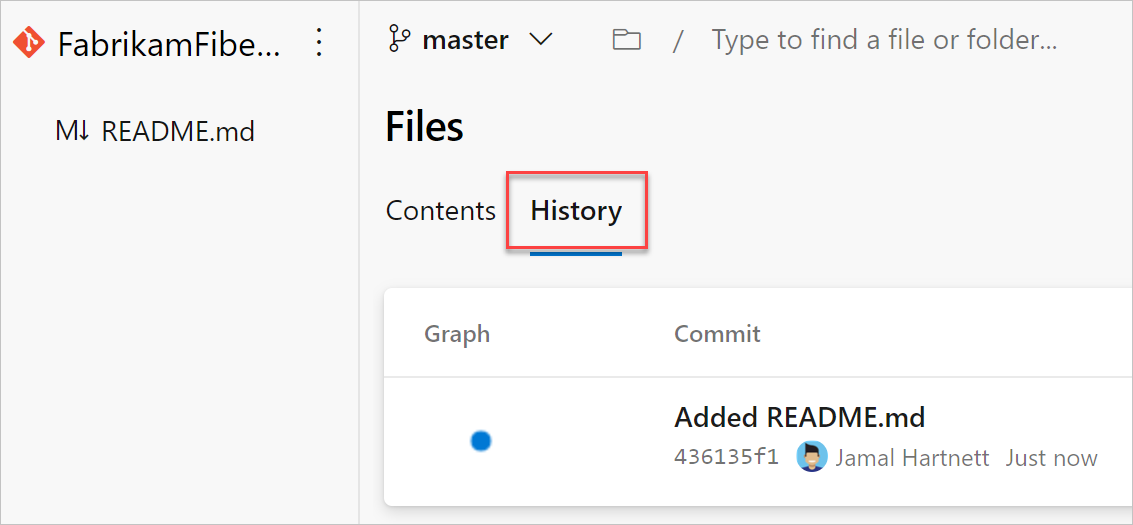 FabrikamFibe...
master
/
Type to find a file or folder...
M↓ README.md
Files
Contents
History
Graph
Commit
Added README.md
436135f1 Jamal Hartnett Just now